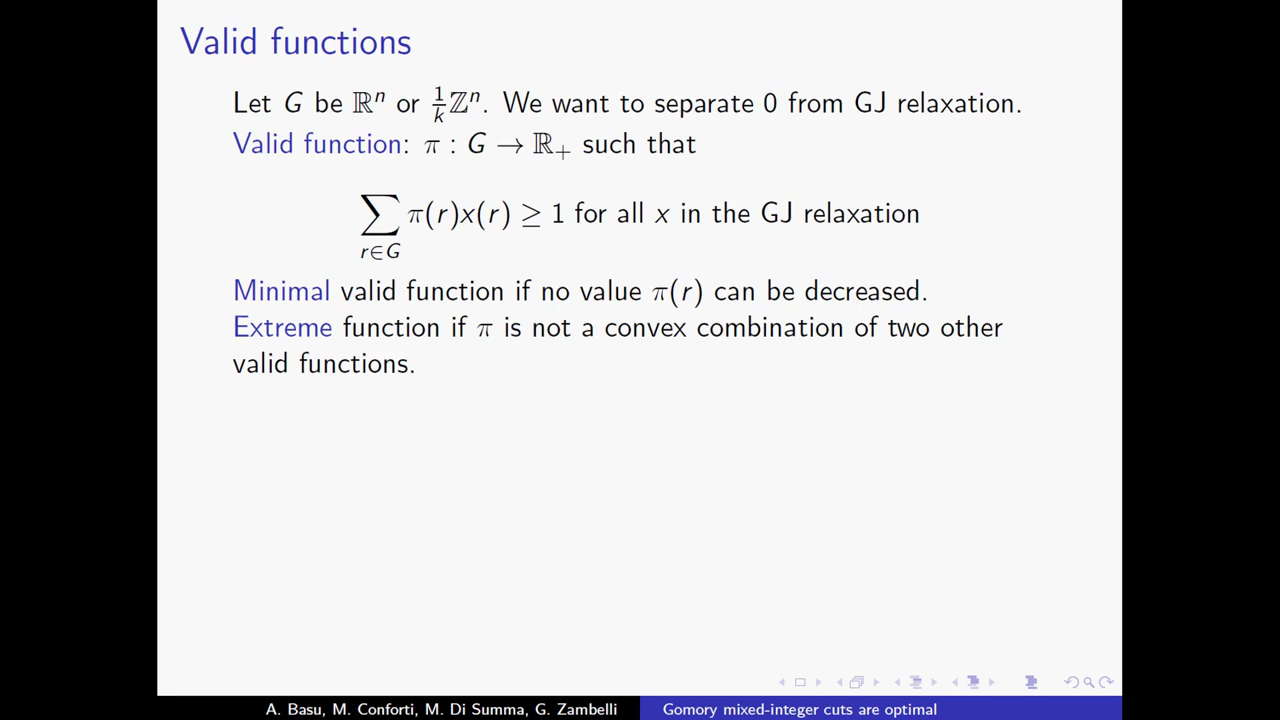 Valid functions
Let G be ℝⁿ or 1/k ℤⁿ. We want to separate 0 from GJ relaxation.
Valid function: π : G → ℝ₊ such that
∑ π(r)x(r) ≥ 1 for all x in the GJ relaxation
r∈G
Minimal valid function if no value π(r) can be decreased.
Extreme function if π is not a convex combination of two other
valid functions.
A. Basu, M. Conforti, M. Di Summa, G. Zambelli
Gomory mixed-integer cuts are optimal